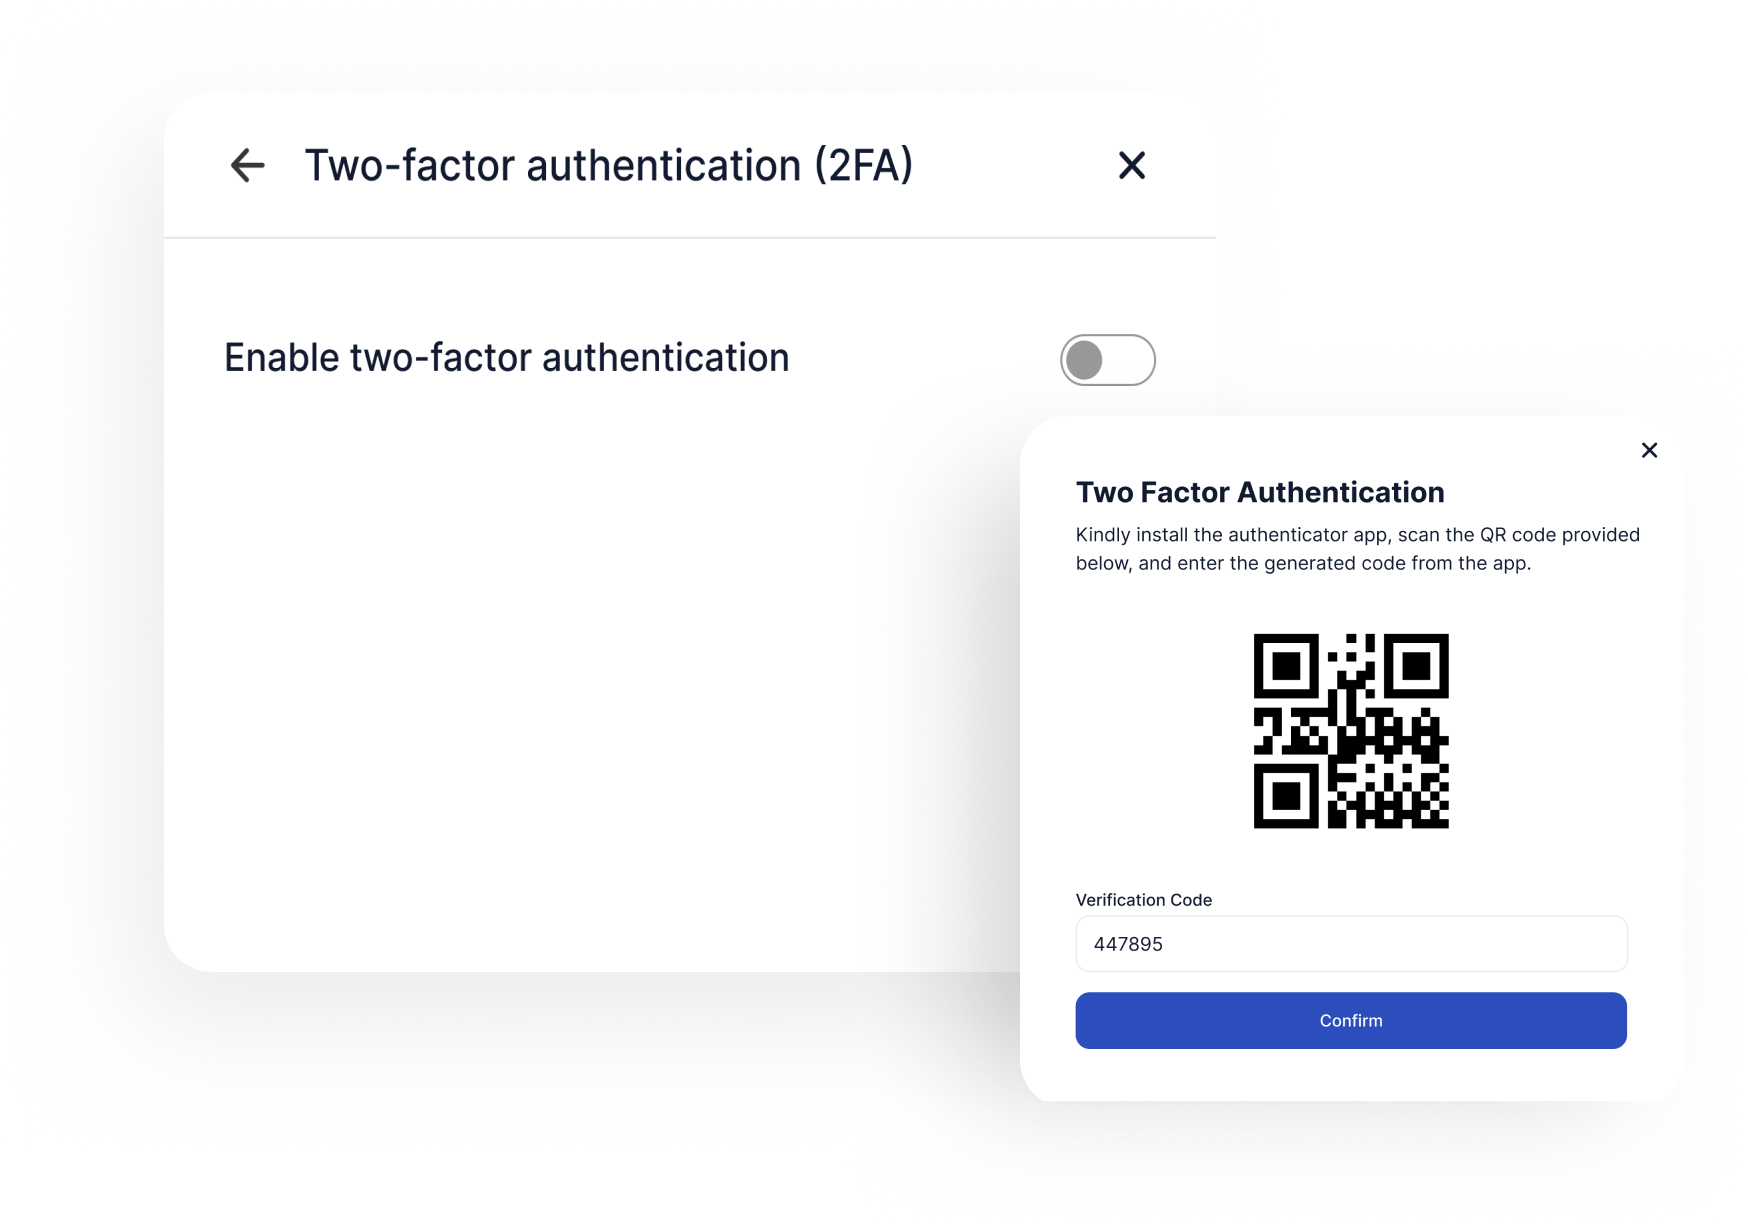 Two-factor authentication (2FA)
Enable two-factor authentication
Two Factor Authentication
Kindly install the authenticator app, scan the QR code provided
below, and enter the generated code from the app.
Verification Code
447895
Confirm